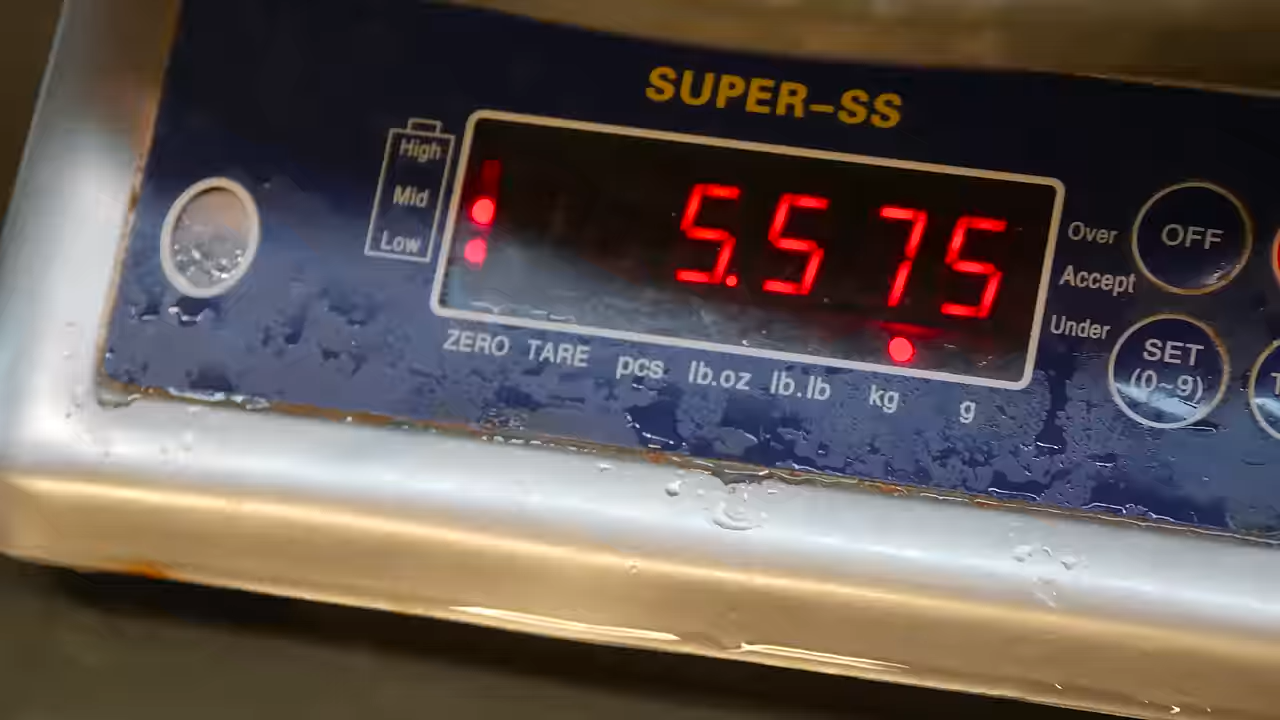 SUPER-SS
High
Mid
Low
5.575
Over
Accept
Under
OFF
SET
(0~9)
ZERO TARE pcs lb.oz lb.lb kg g